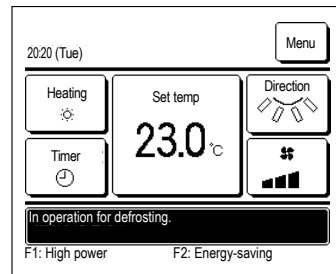 20:20 (Tue)
Menu
Heating
Set temp
Direction
23.0 °C
Timer
In operation for defrosting.
F1: High power
F2: Energy-saving